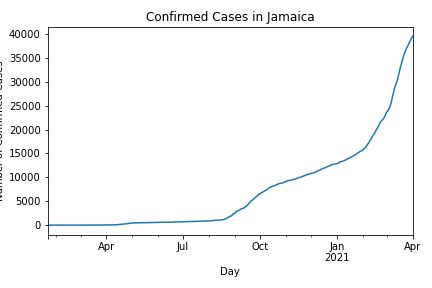 Confirmed Cases in Jamaica
40000
35000
30000
25000
20000
15000
10000
5000
0
Number of Confirmed Cases
Apr
Jul
Oct
Jan
2021
Apr
Day